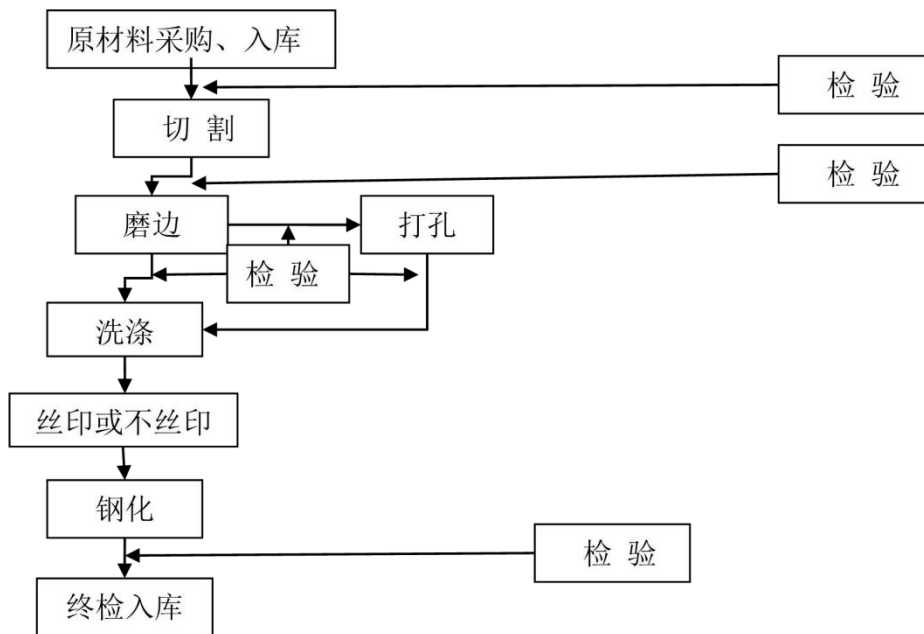 原材料采购、入库
检 验
切 割
检 验
磨边
打孔
检 验
洗涤
丝印或不丝印
钢化
检 验
终检入库